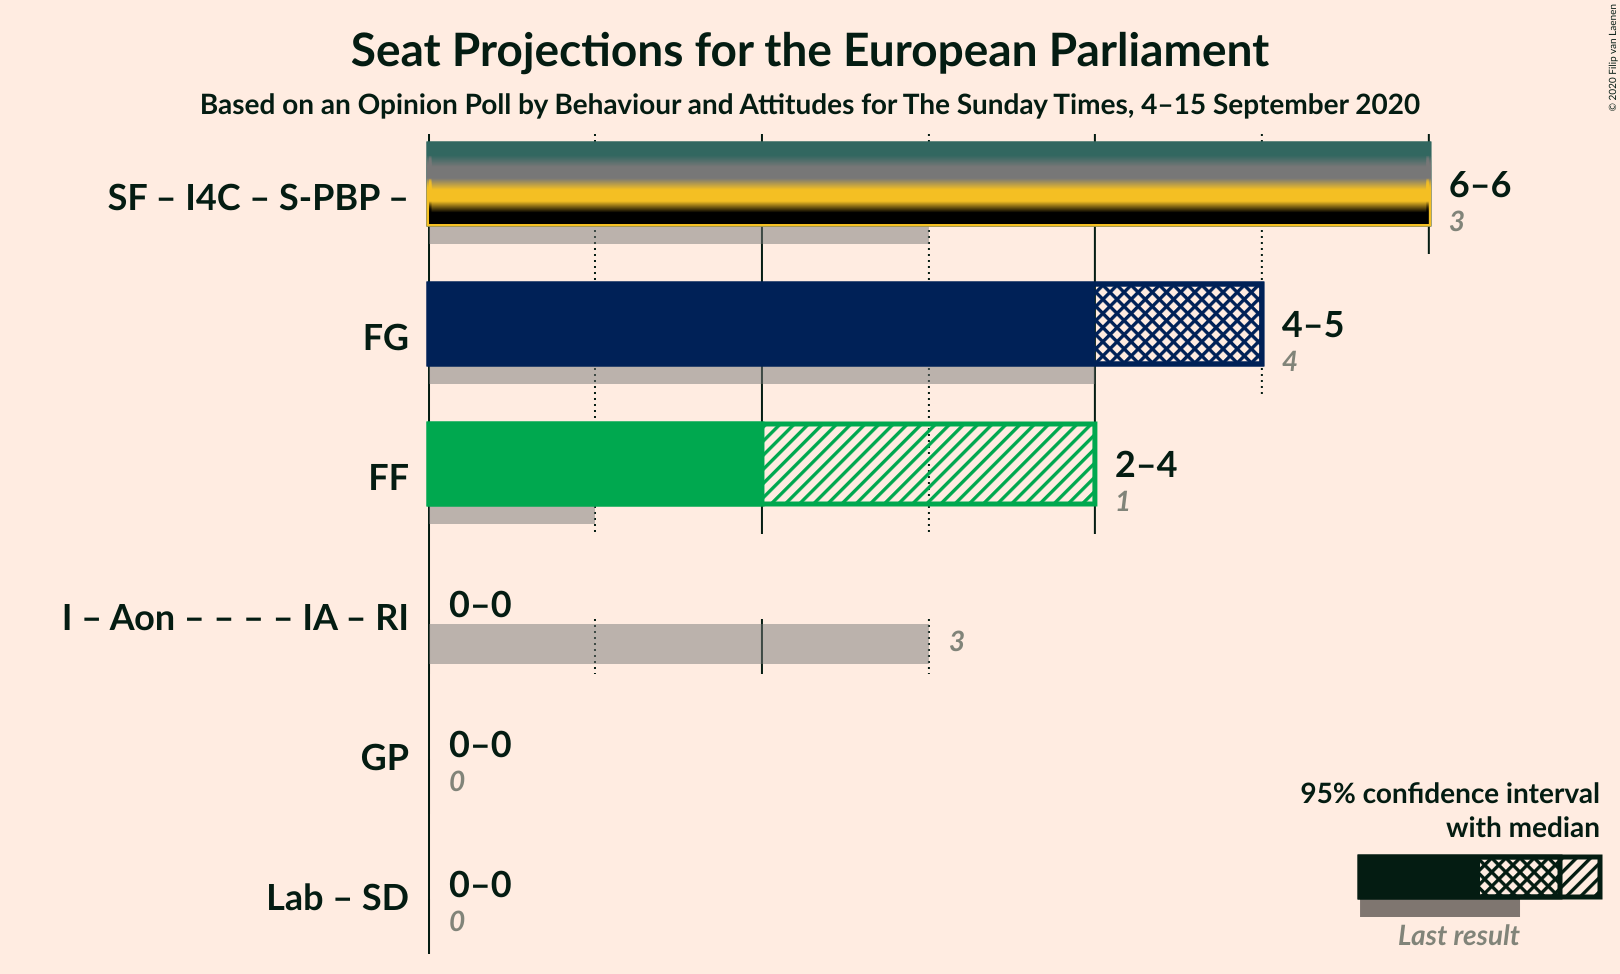 Seat Projections for the European Parliament
Based on an Opinion Poll by Behaviour and Attitudes for The Sunday Times, 4–15 September 2020
© 2020 Filip van Laenen
SF – I4C – S-PBP –
6–6
3
FG
4–5
4
FF
2–4
1
I – Aon – – – – IA – RI
0–0
3
GP
0–0
0
Lab – SD
0–0
0
95% confidence interval
with median
Last result